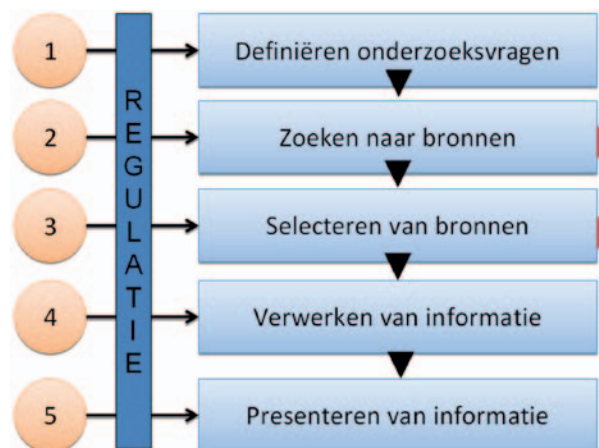 1
Definiëren onderzoeksvragen
2
Zoeken naar bronnen
3
Selecteren van bronnen
4
Verwerken van informatie
5
Presenteren van informatie
REGULATIE